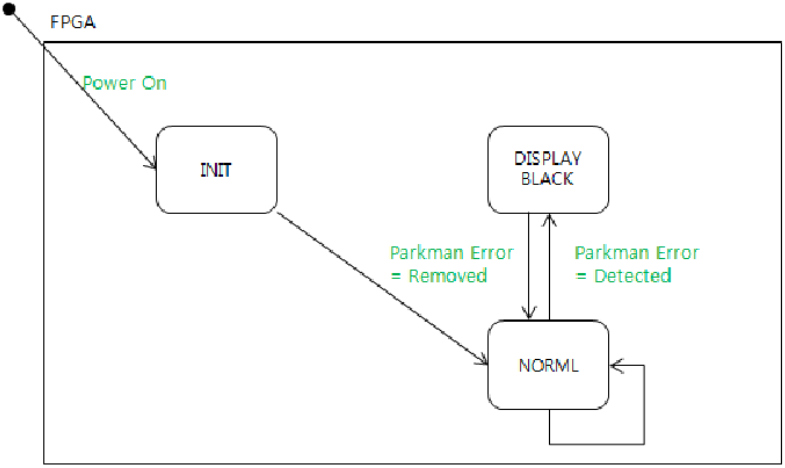 FPGA
Power On
INIT
DISPLAY
BLACK
Parkman Error
= Removed
Parkman Error
= Detected
NORML